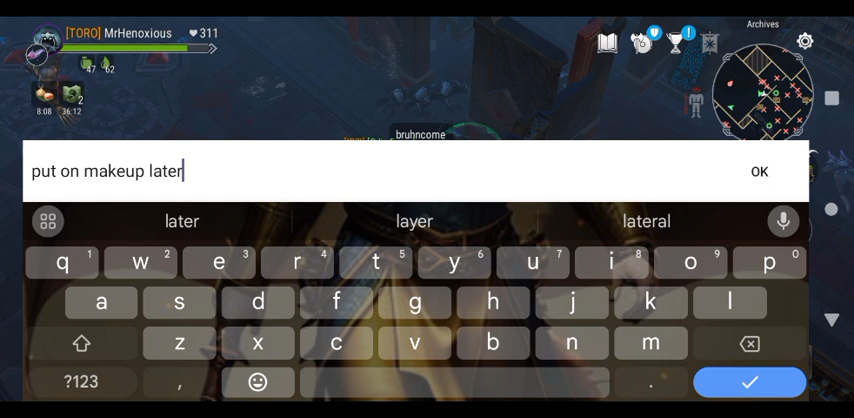 Archives
[TORO] MrHenoxious 311
47 62
6
2
8:08 36:12
bruhncome
put on makeup later OK
later layer lateral
q 1 w 2 e 3 r 4 t 5 y 6 u 7 i 8 o 9 p 0
a s d f g h j k l
z x c v b n m
?123 , .